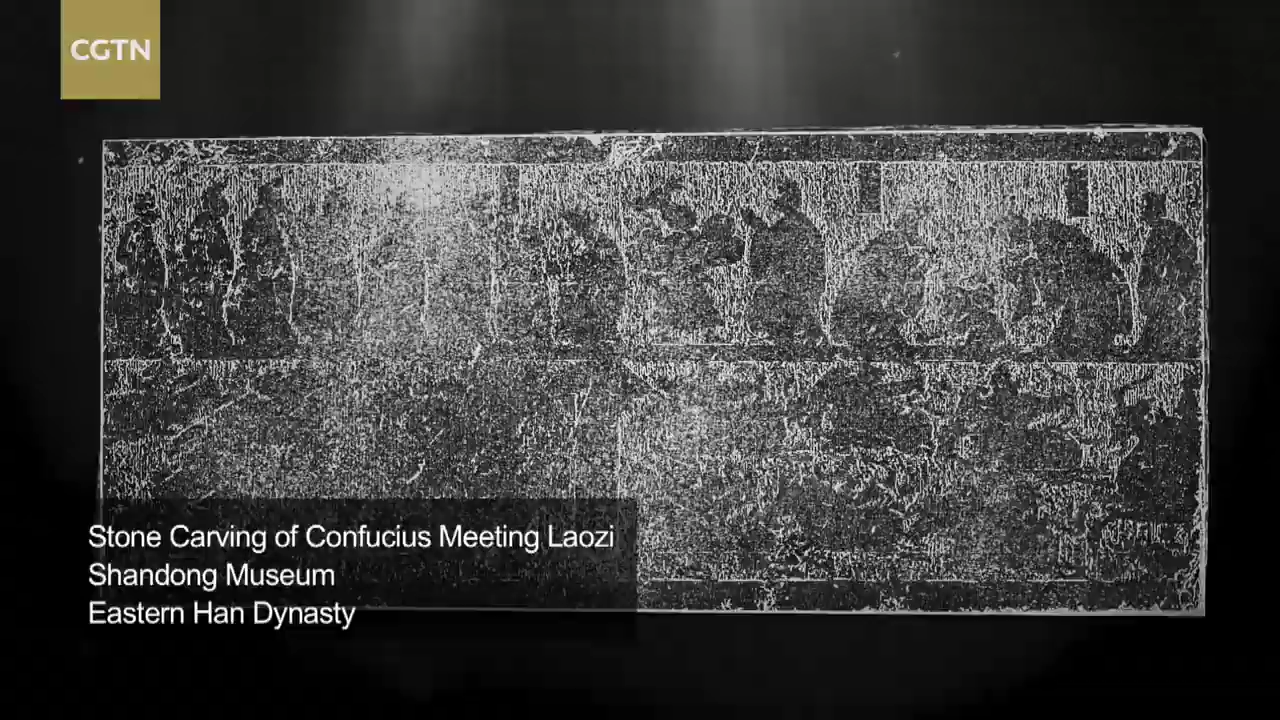 CGTN
Stone Carving of Confucius Meeting Laozi
Shandong Museum
Eastern Han Dynasty